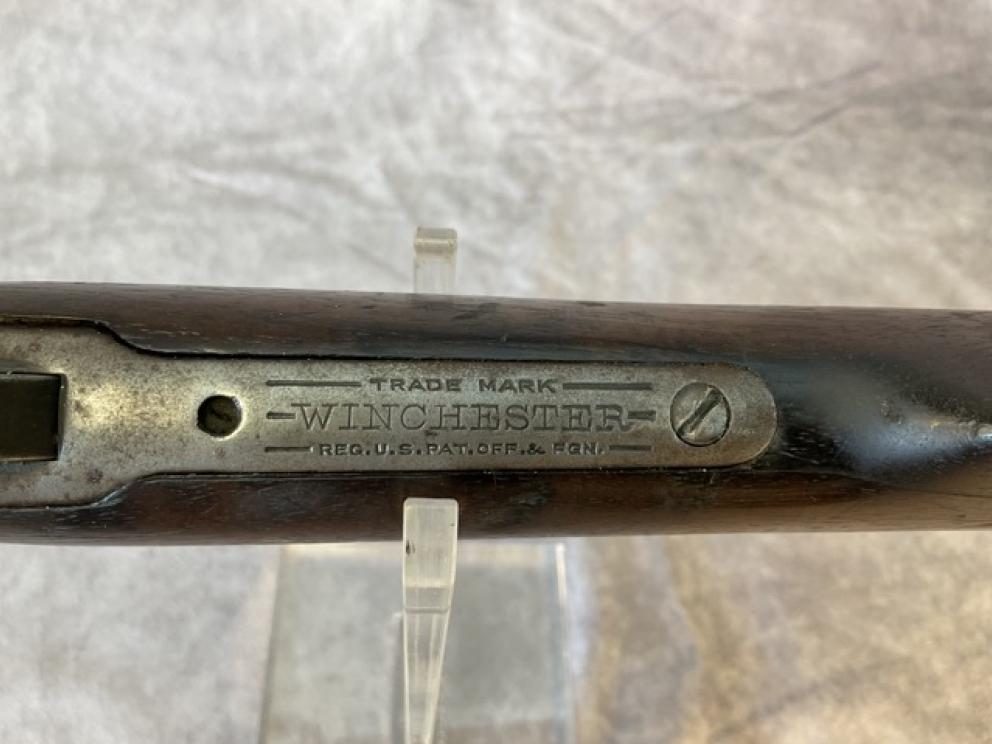 TRADE MARK
WINCHESTER
REG. U.S. PAT. OFF. & FGN.